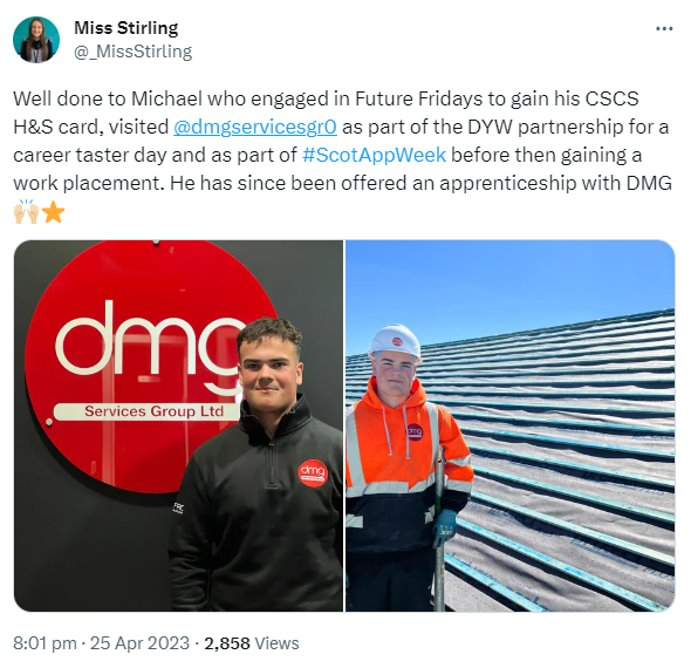 Miss Stirling
@_MissStirling
Well done to Michael who engaged in Future Fridays to gain his CSCS
H&S card, visited @dmgservicesgr0 as part of the DYW partnership for a
career taster day and as part of #ScotAppWeek before then gaining a
work placement. He has since been offered an apprenticeship with DMG
🙌🏼⭐
dmg
Services Group Ltd
dmg
dmg
8:01 pm · 25 Apr 2023 · 2,858 Views